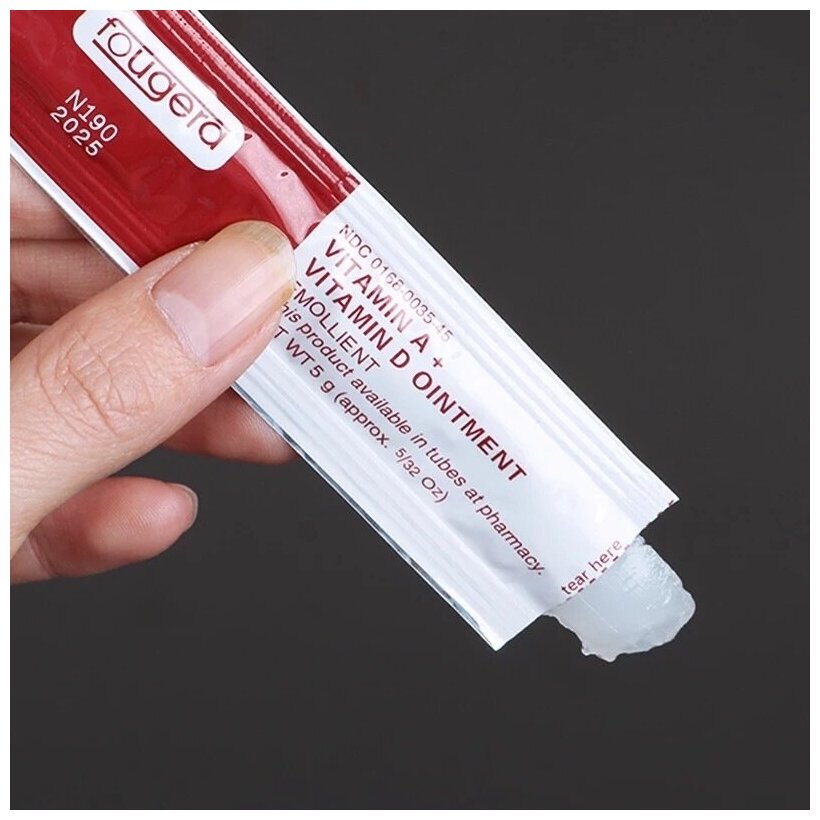 fougera
N190
2025
NDC 0168-0035-45
VITAMIN A +
VITAMIN D OINTMENT
EMOLLIENT
this product available in tubes at pharmacy.
WT 5 g (approx. 5/32 Oz)
tear here